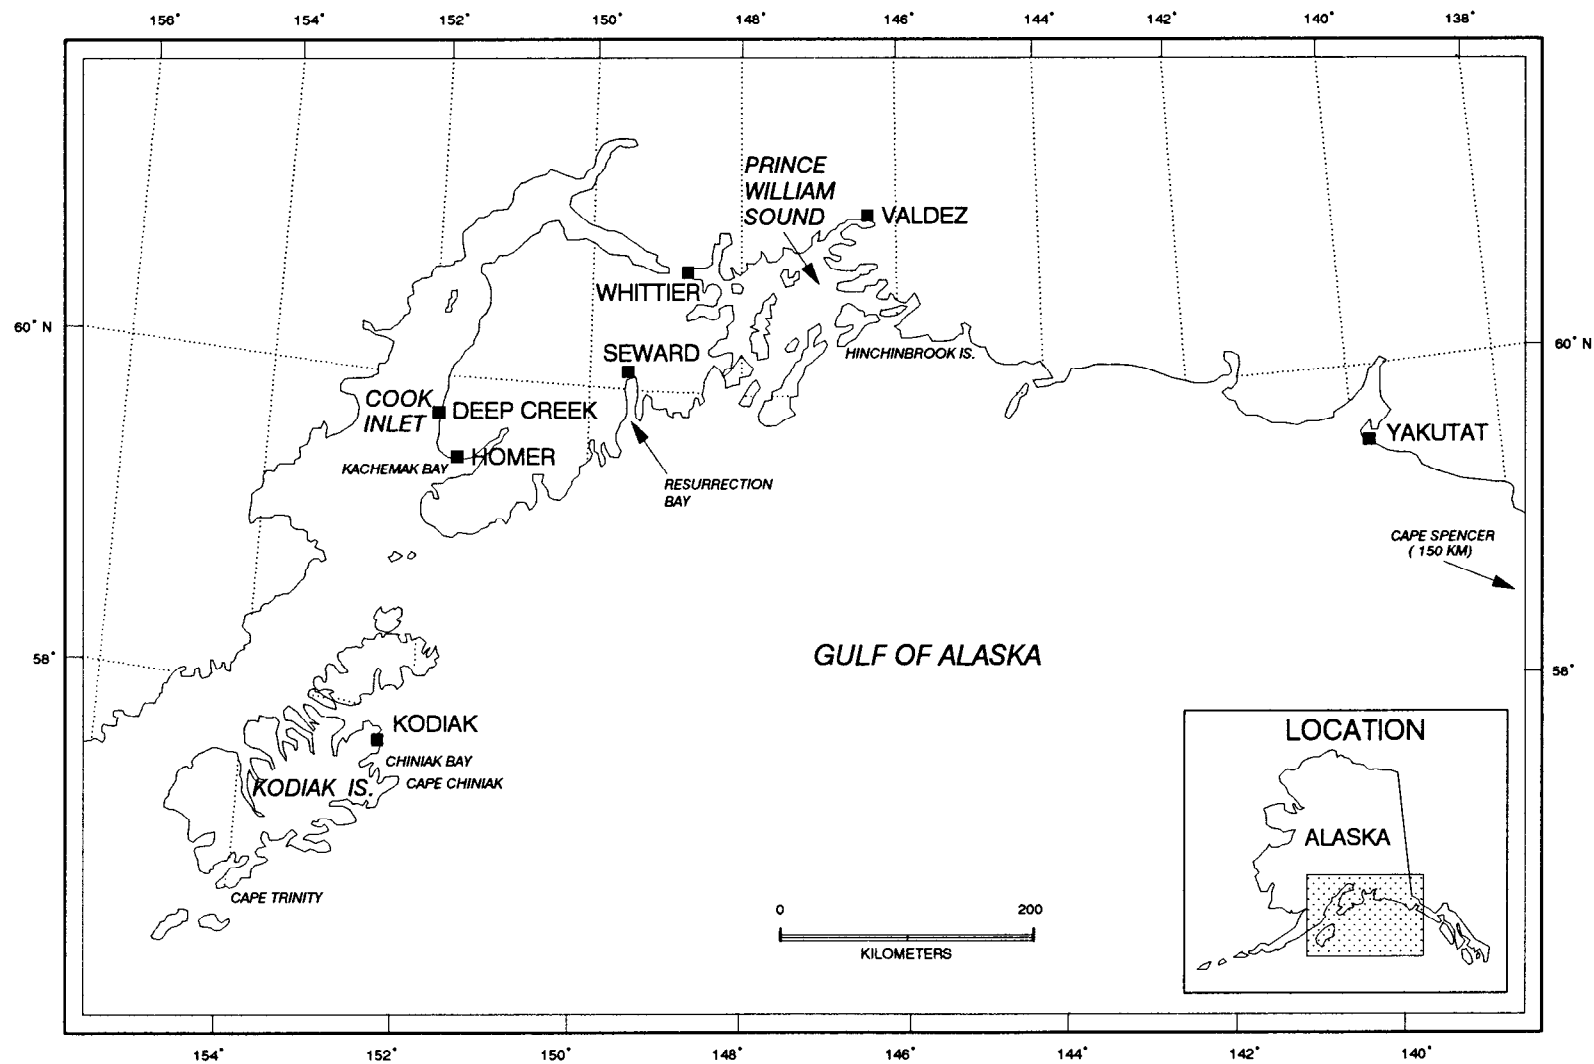 156° 154° 152° 150° 148° 146° 144° 142° 140° 138°
PRINCE
WILLIAM
SOUND
VALDEZ
WHITTIER
60° N
60° N
SEWARD
HINCHINBROOK IS.
COOK
INLET
DEEP CREEK
YAKUTAT
HOMER
KACHEMAK BAY
RESURRECTION
BAY
CAPE SPENCER
( 150 KM)
58°
GULF OF ALASKA
58°
KODIAK
CHINIAK BAY
KODIAK IS.
CAPE CHINIAK
CAPE TRINITY
LOCATION
ALASKA
0 200
KILOMETERS
154° 152° 150° 148° 146° 144° 142° 140°